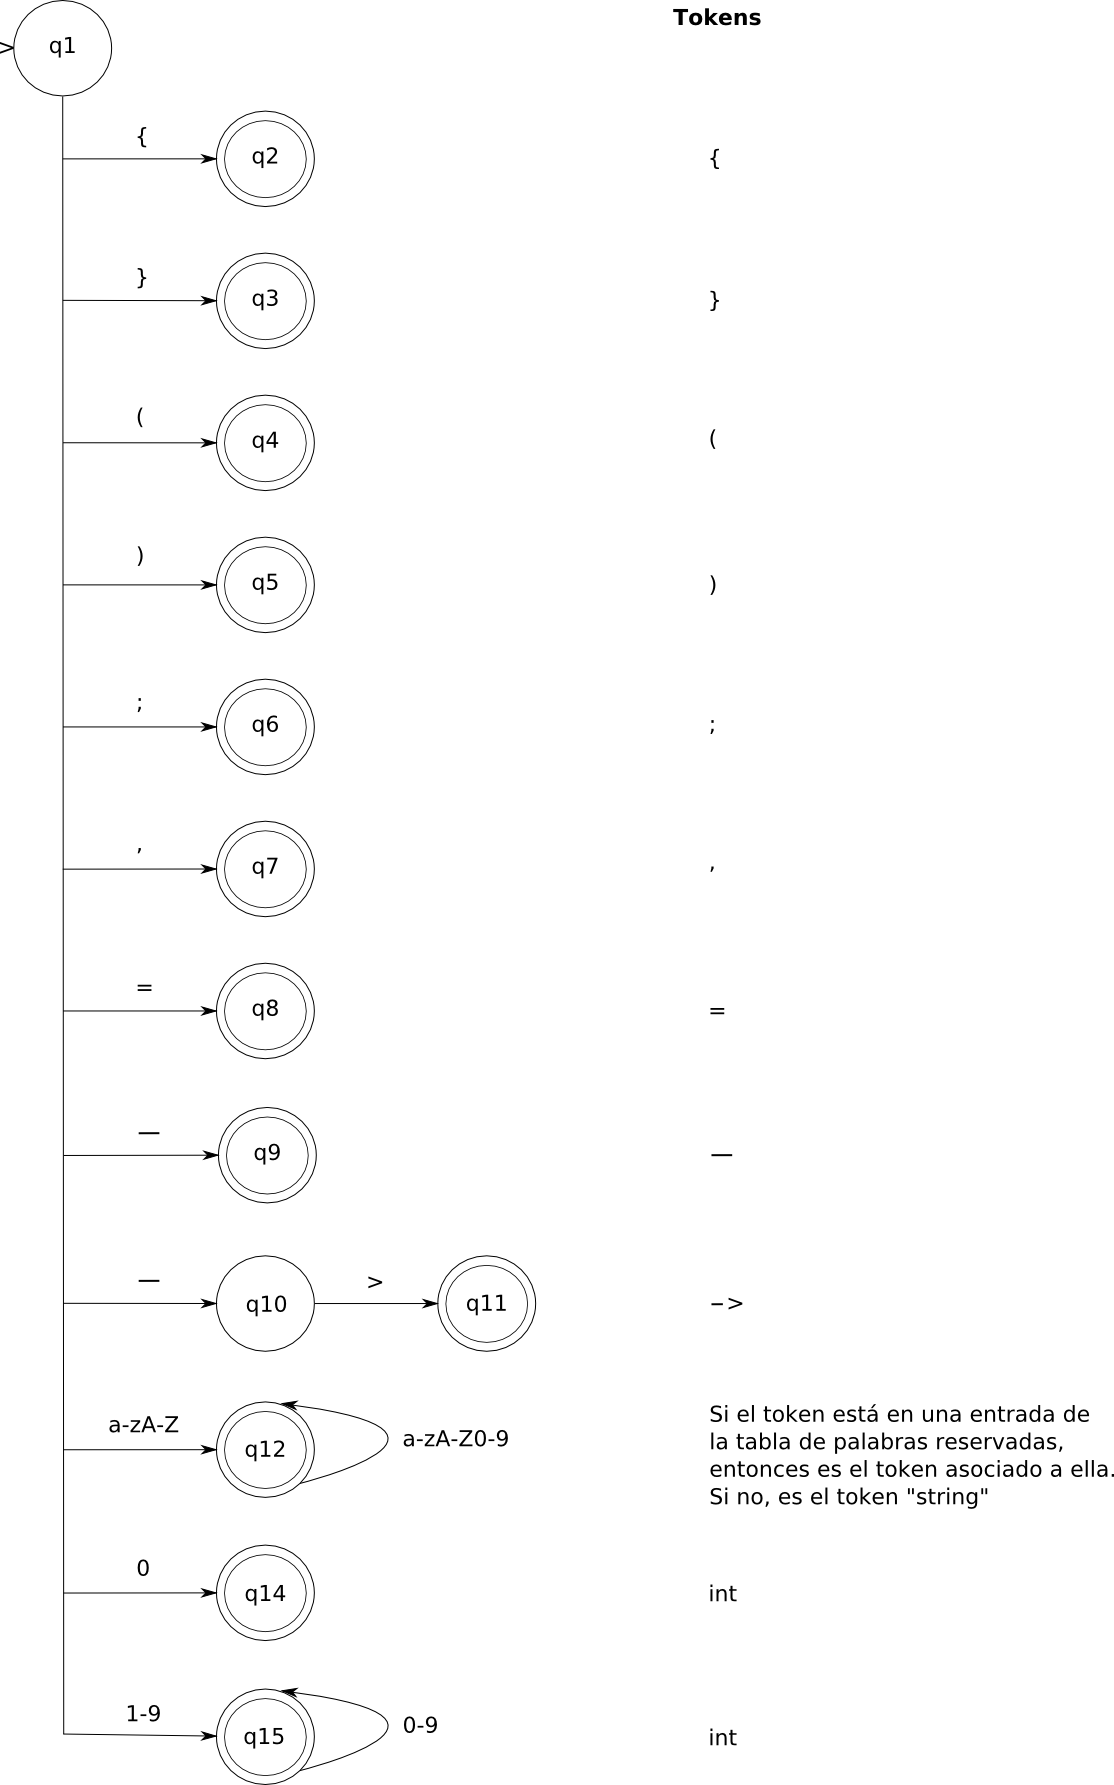 > q1 Tokens
{ q2 {
} q3 }
( q4 (
) q5 )
; q6 ;
, q7 ,
= q8 =
— q9 —
— q10 > q11 –>
a-zA-Z q12 a-zA-Z0-9
Si el token está en una entrada de
la tabla de palabras reservadas,
entonces es el token asociado a ella.
Si no, es el token "string"
0 q14 int
1-9 q15 0-9 int